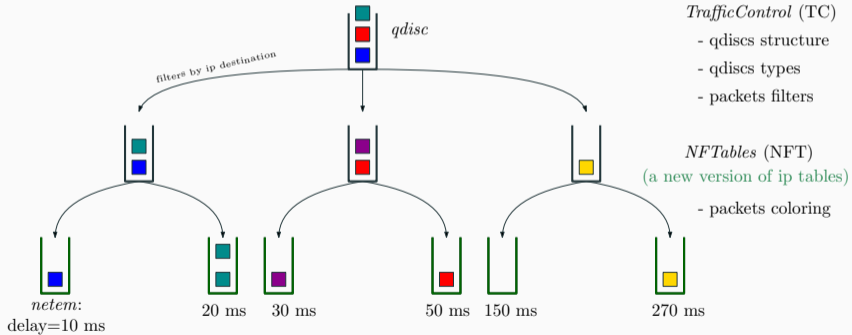 qdisc
filters by ip destination
TrafficControl (TC)
- qdiscs structure
- qdiscs types
- packets filters
NFTables (NFT)
(a new version of ip tables)
- packets coloring
netem:
delay=10 ms
20 ms
30 ms
50 ms
150 ms
270 ms